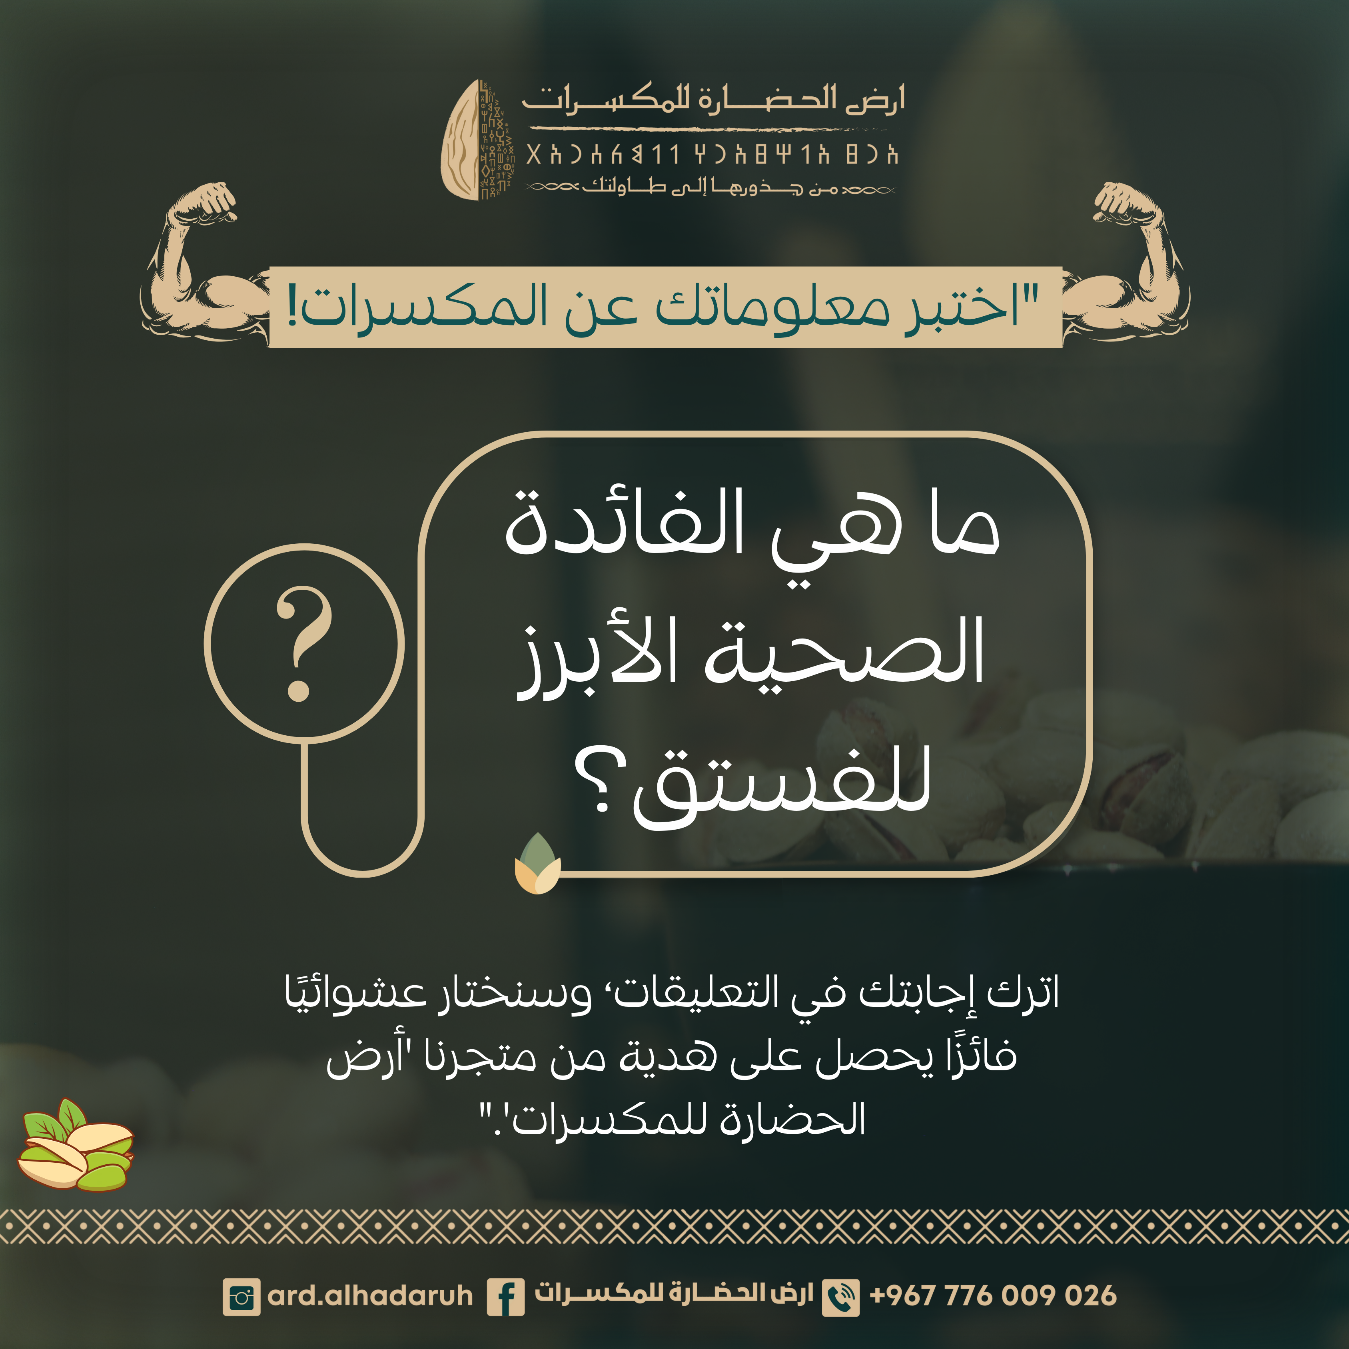 ارض الحضارة للمكسرات
𐩱𐩧𐩳 𐩱𐩡𐩢𐩳𐩱𐩧𐩩
من جذورها إلى طاولتك
"اختبر معلوماتك عن المكسرات!
ما هي الفائدة
الصحية الأبرز
للفستق؟
?
اترك إجابتك في التعليقات، وسنختار عشوائيًا
فائزًا يحصل على هدية من متجرنا 'أرض
الحضارة للمكسرات'."
ard.alhadaruh ارض الحضارة للمكسرات +967 776 009 026